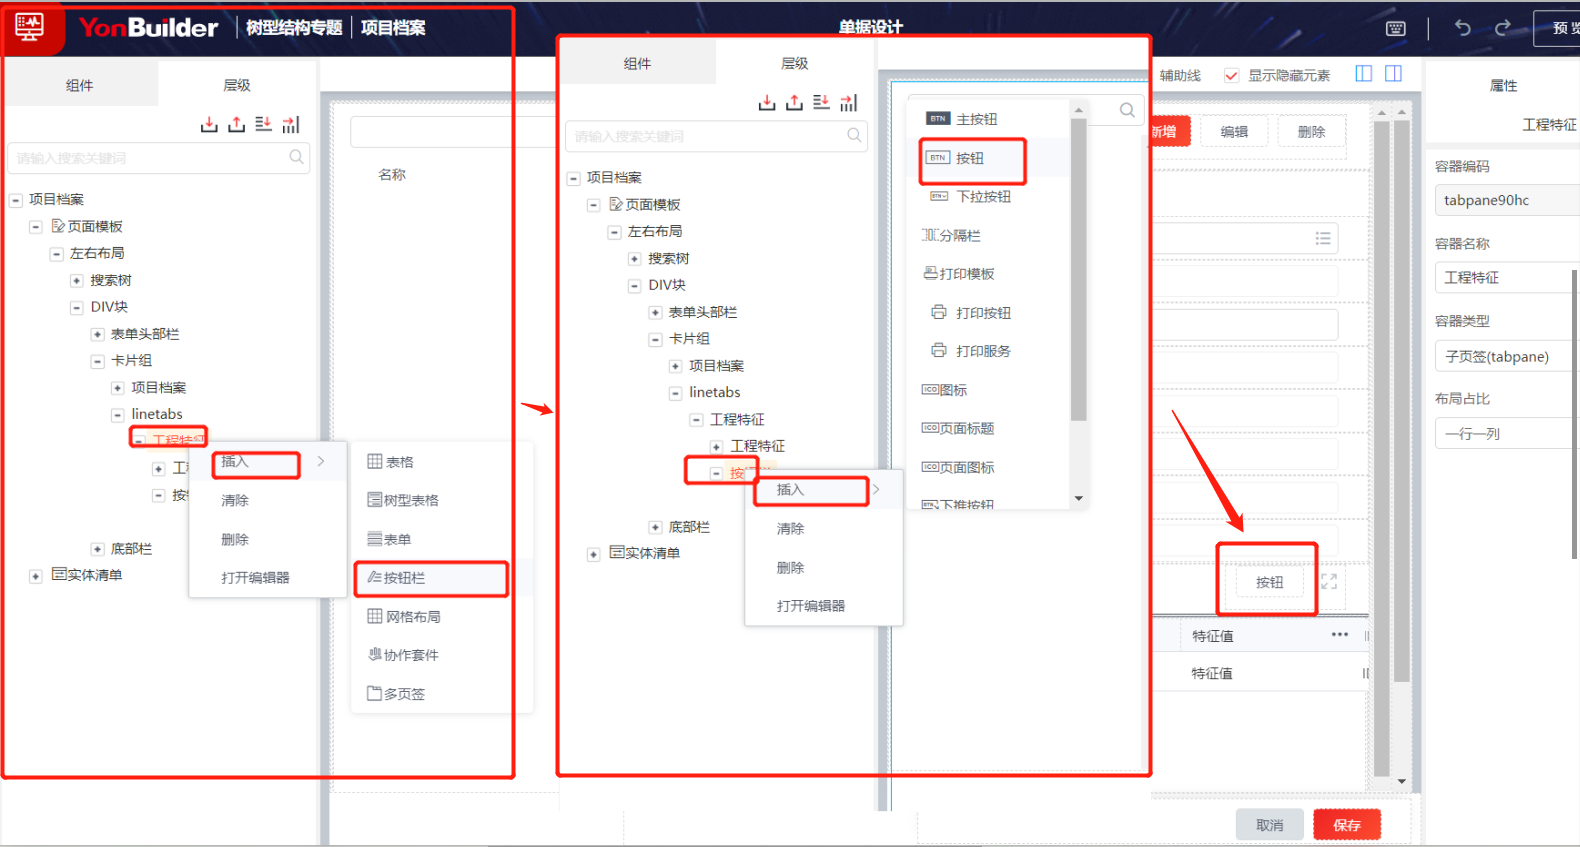 YonBuilder 树型结构专题 项目档案
单据设计
预览
组件
层级
请输入搜索关键词
项目档案
页面模板
左右布局
搜索树
DIV块
表单头部栏
卡片组
项目档案
linetabs
工程特征
底部栏
实体清单
插入
清除
删除
打开编辑器
表格
树型表格
表单
按钮栏
网格布局
协作套件
多页签
名称
组件
层级
请输入搜索关键词
项目档案
页面模板
左右布局
搜索树
DIV块
表单头部栏
卡片组
项目档案
linetabs
工程特征
工程特征
底部栏
实体清单
插入
清除
删除
打开编辑器
BTN 主按钮
BTN 按钮
BTN 下拉按钮
分隔栏
打印模板
打印按钮
打印服务
ICO 图标
ICO 页面标题
ICO 页面图标
下推按钮
辅助线 显示隐藏元素
新增 编辑 删除
按钮
特征值 •••
特征值
取消 保存
属性
工程特征
容器编码
tabpane90hc
容器名称
工程特征
容器类型
子页签(tabpane)
布局占比
一行一列